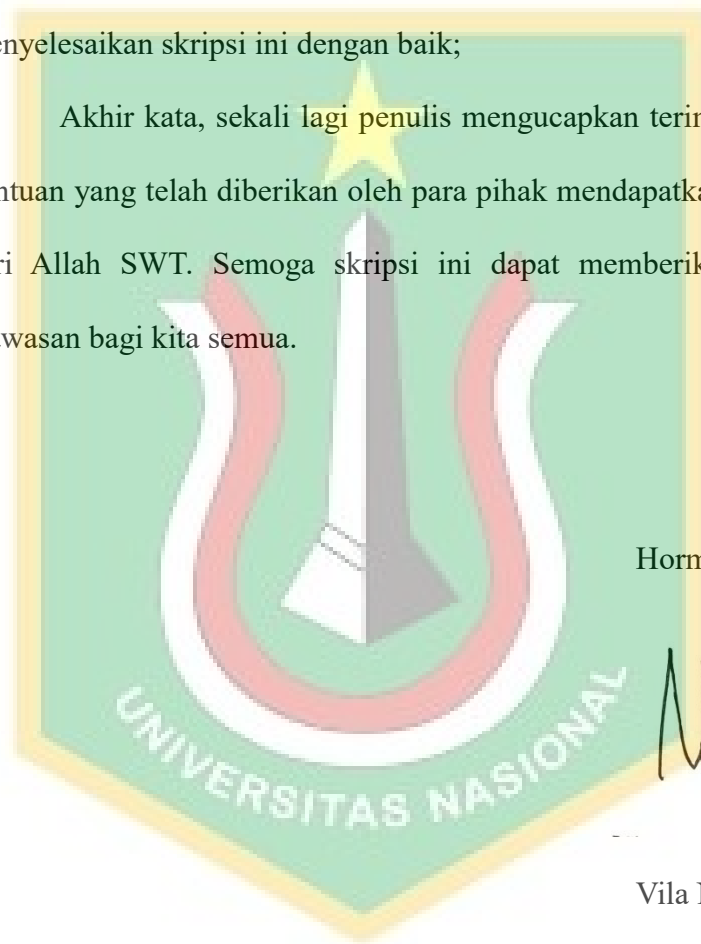 enyelesaikan skripsi ini dengan baik;
Akhir kata, sekali lagi penulis mengucapkan terin
ntuan yang telah diberikan oleh para pihak mendapatka
ri Allah SWT. Semoga skripsi ini dapat memberik
wasan bagi kita semua.
Horm
UNIVERSITAS NASIONAL
Vila